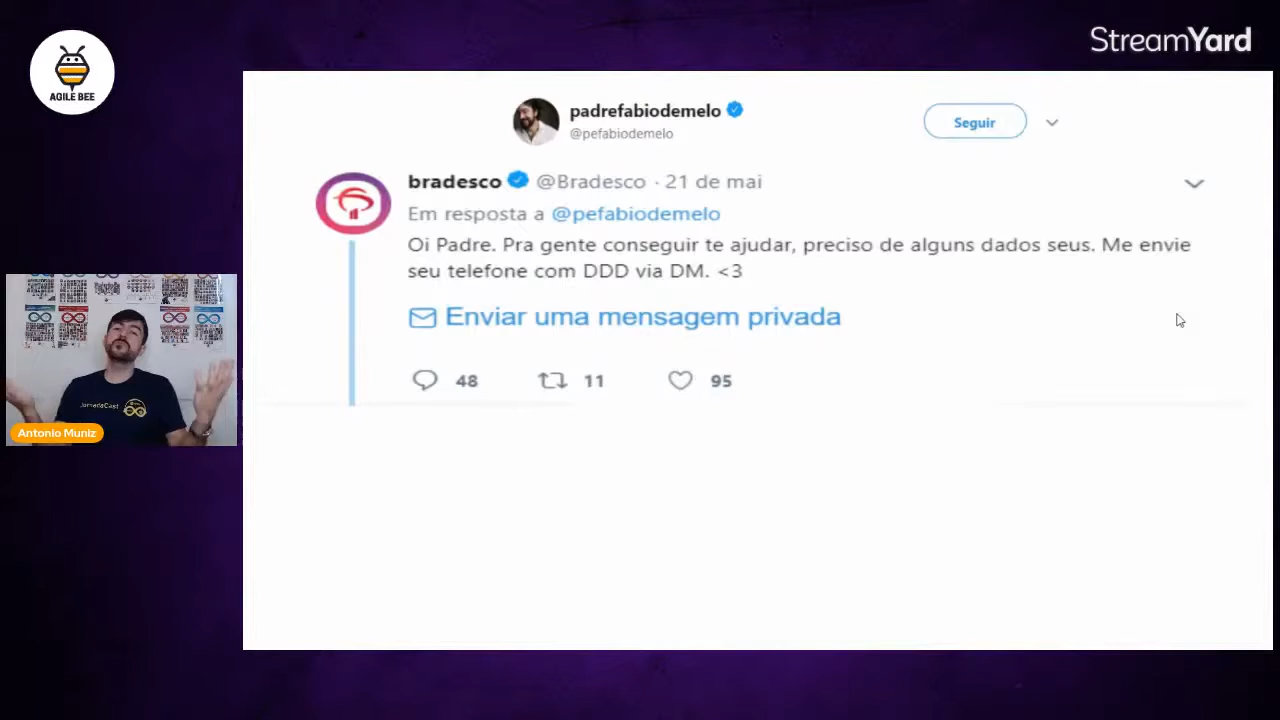 AGILE BEE
StreamYard
padrefabiodemelo
@pefabiodemelo
Seguir
bradesco @Bradesco · 21 de mai
Em resposta a @pefabiodemelo
Oi Padre. Pra gente conseguir te ajudar, preciso de alguns dados seus. Me envie
seu telefone com DDD via DM. <3
Enviar uma mensagem privada
48 11 95
JornadaCast
Antonio Muniz